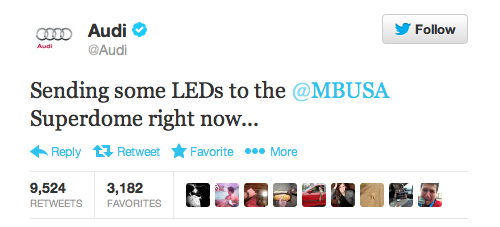 Audi
@Audi
Audi
Follow
Sending some LEDs to the @MBUSA
Superdome right now...
Reply Retweet Favorite More
9,524 3,182
RETWEETS FAVORITES